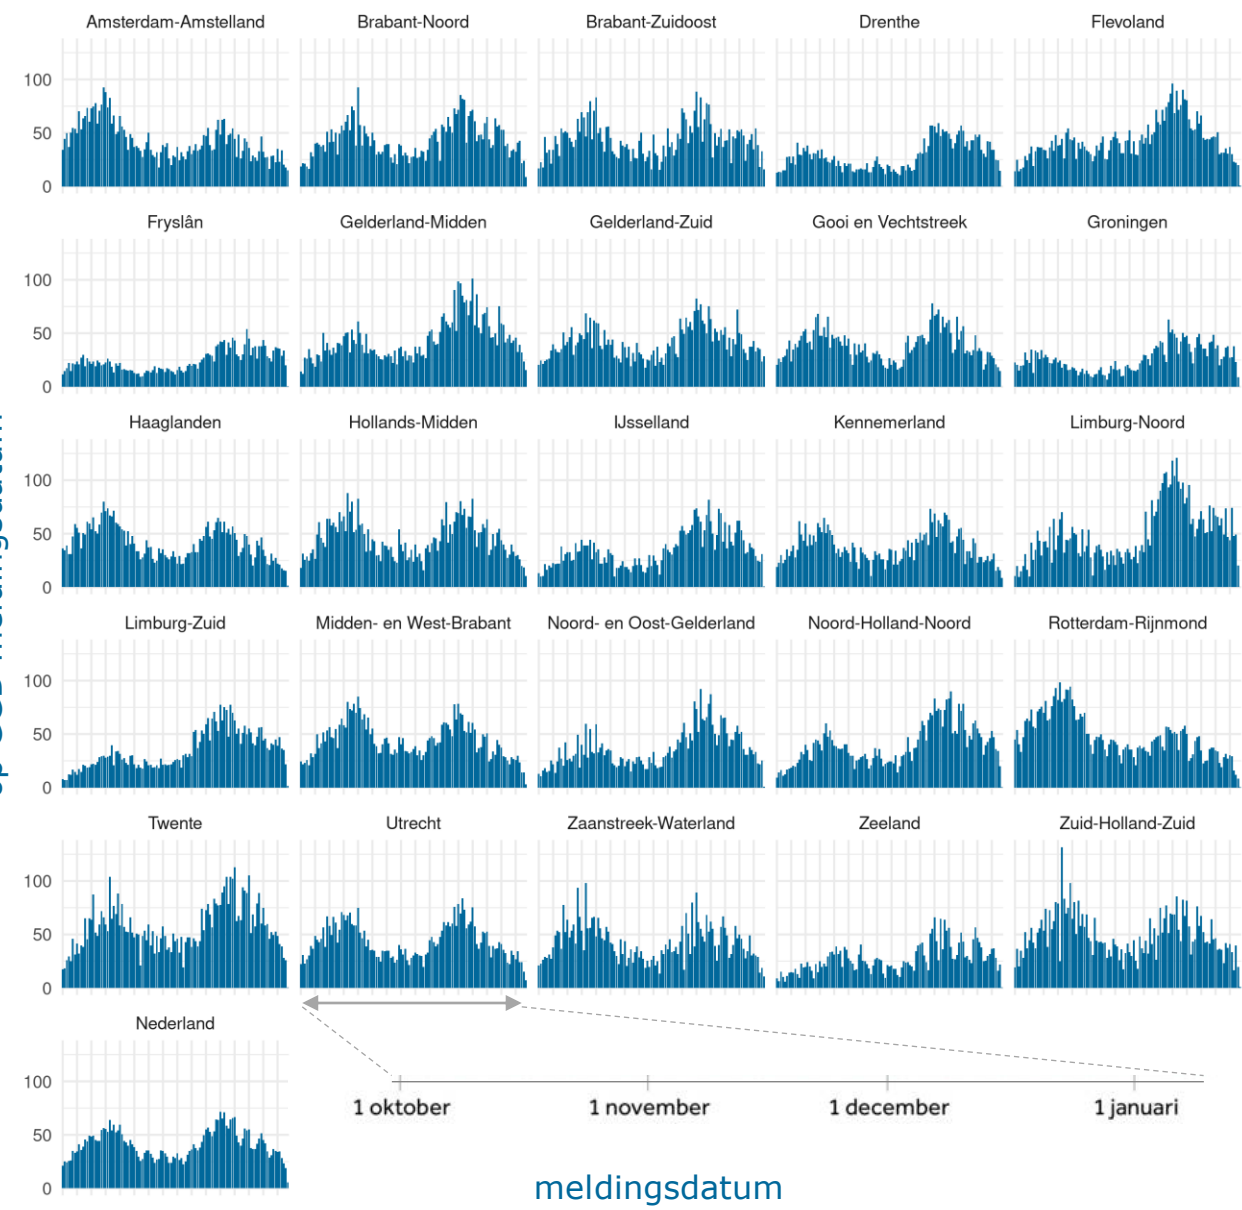 Amsterdam-Amstelland Brabant-Noord Brabant-Zuidoost Drenthe Flevoland
100
50
0
Fryslân Gelderland-Midden Gelderland-Zuid Gooi en Vechtstreek Groningen
100
50
0
Haaglanden Hollands-Midden IJsselland Kennemerland Limburg-Noord
100
50
0
Limburg-Zuid Midden- en West-Brabant Noord- en Oost-Gelderland Noord-Holland-Noord Rotterdam-Rijnmond
100
50
0
Twente Utrecht Zaanstreek-Waterland Zeeland Zuid-Holland-Zuid
100
50
0
Nederland
100
50
0
1 oktober 1 november 1 december 1 januari
meldingsdatum